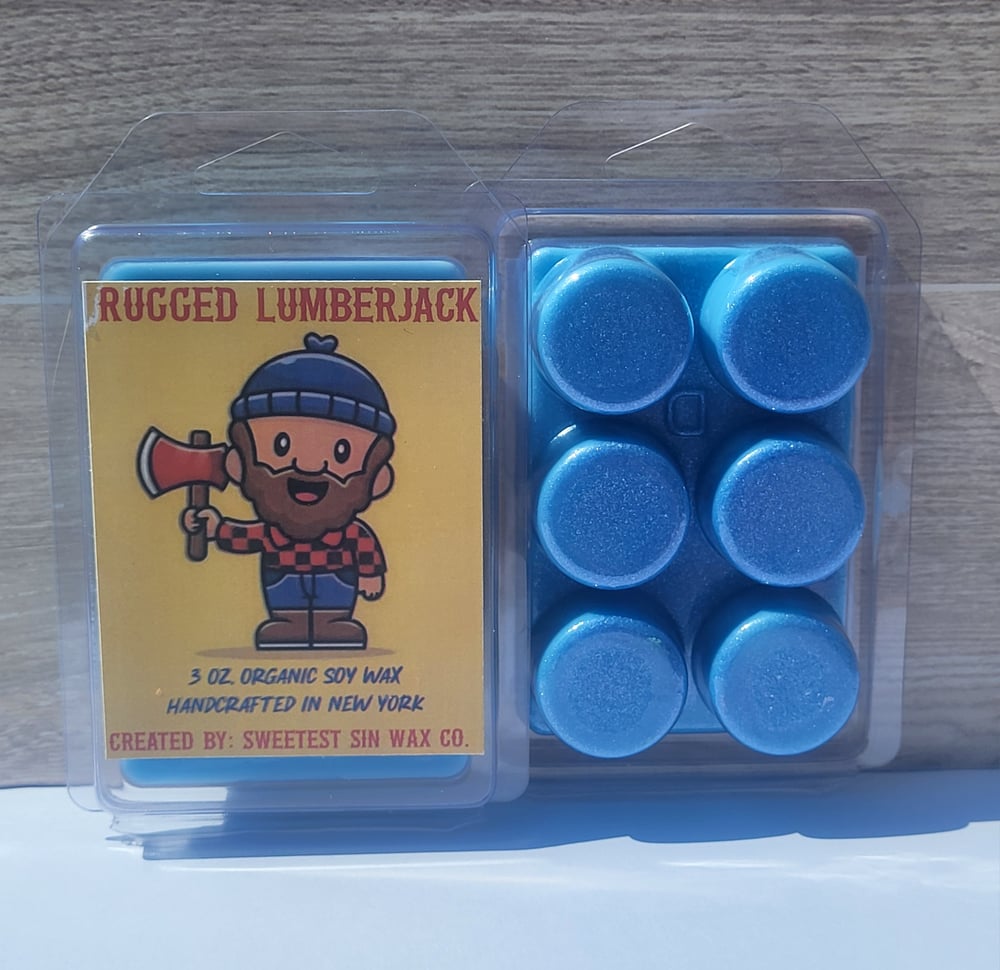 RUGGED LUMBERJACK
3 OZ. ORGANIC SOY WAX
HANDCRAFTED IN NEW YORK
CREATED BY: SWEETEST SIN WAX CO.